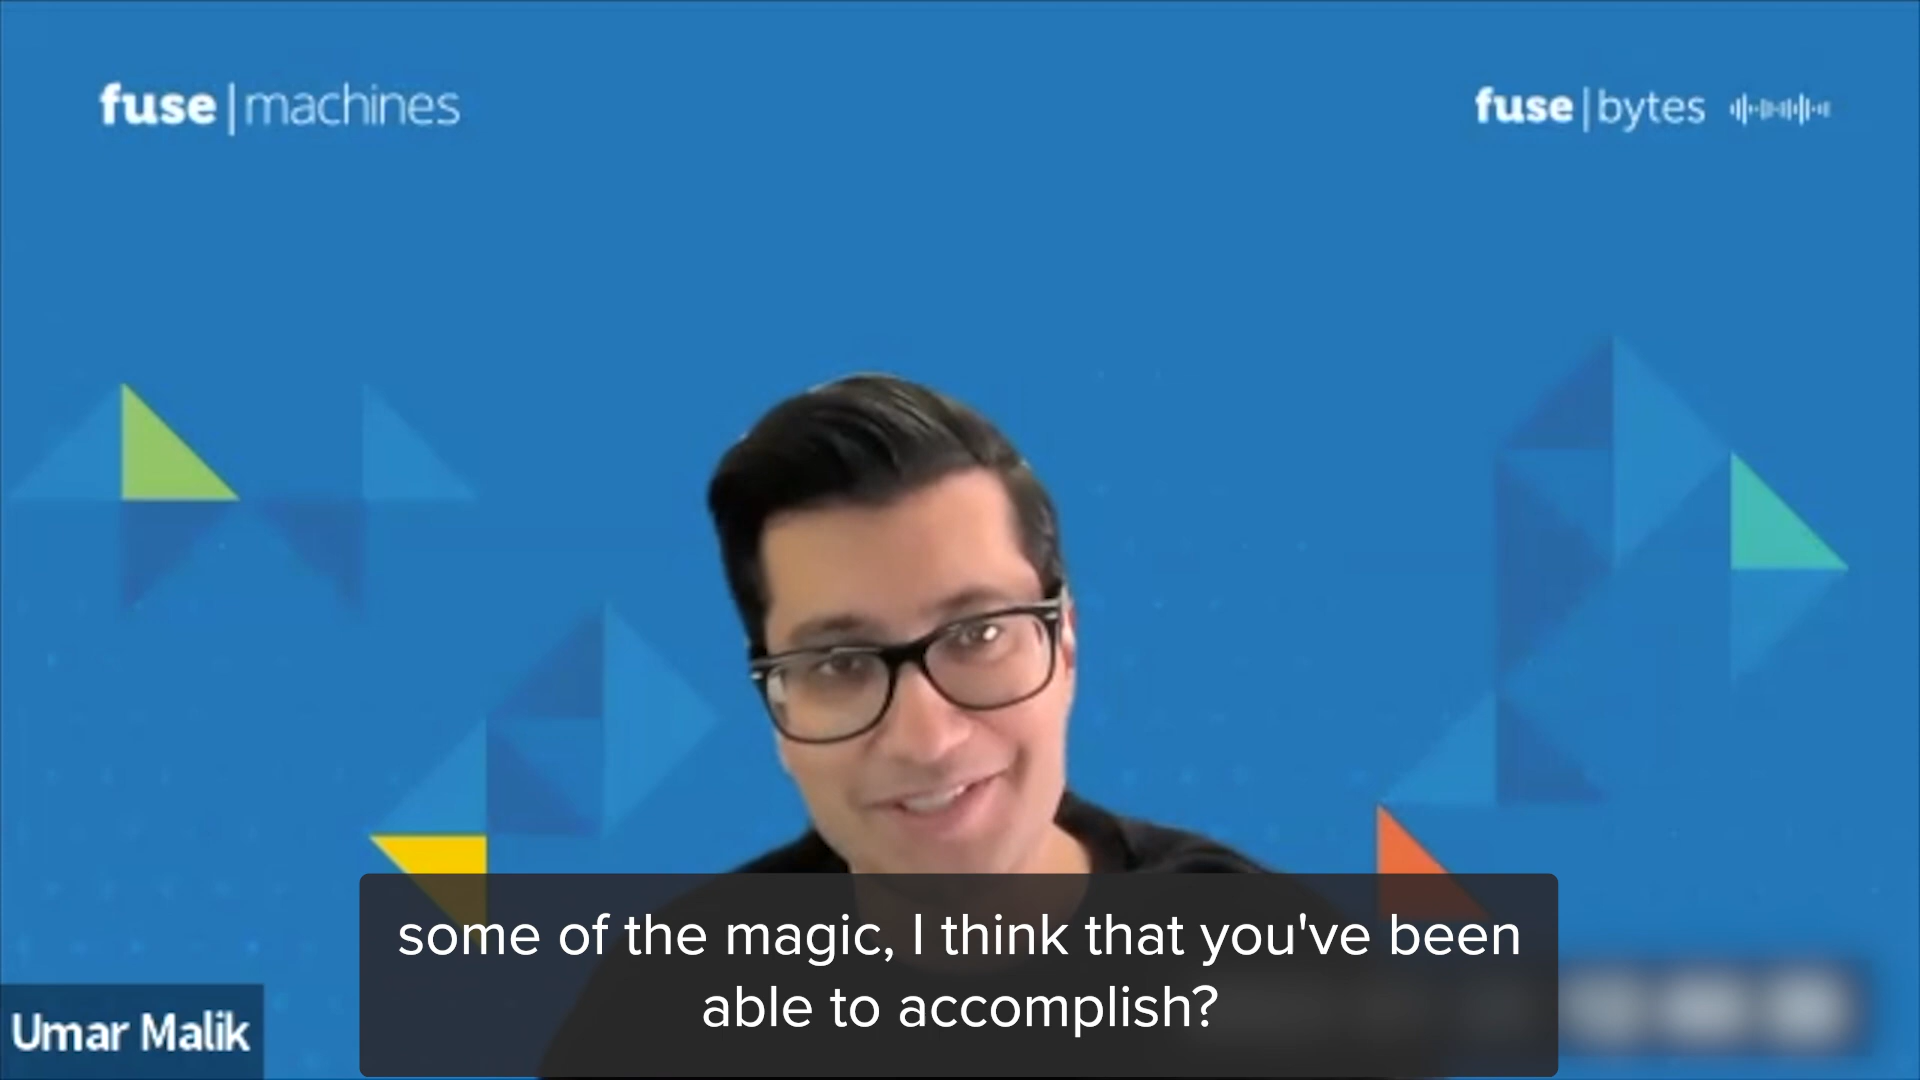 fuse|machines
fuse|bytes
some of the magic, I think that you've been
able to accomplish?
Umar Malik